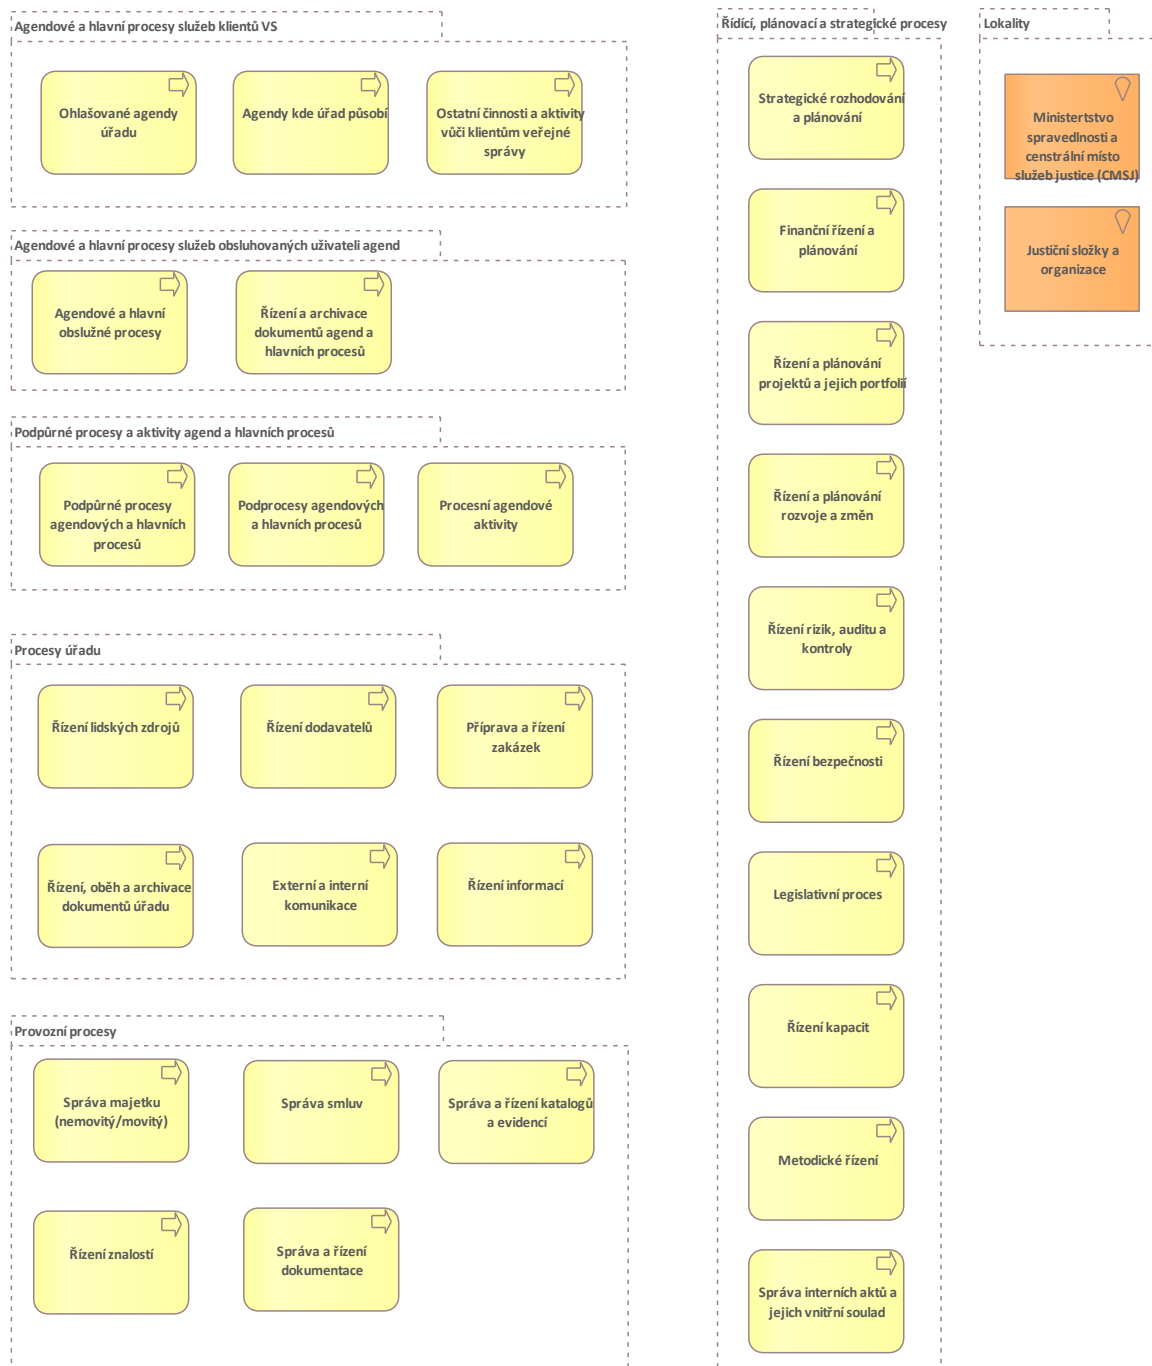 Agendové a hlavní procesy služeb klientů VS
Ohlašované agendy
úřadu
Agendy kde úřad působí
Ostatní činnosti a aktivity
vůči klientům veřejné
správy
Agendové a hlavní procesy služeb obsluhovaných uživateli agend
Agendové a hlavní
obslužné procesy
Řízení a archivace
dokumentů agend a
hlavních procesů
Podpůrné procesy a aktivity agend a hlavních procesů
Podpůrné procesy
agendových a hlavních
procesů
Podprocesy agendových
a hlavních procesů
Procesní agendové
aktivity
Procesy úřadu
Řízení lidských zdrojů
Řízení dodavatelů
Příprava a řízení
zakázek
Řízení, oběh a archivace
dokumentů úřadu
Externí a interní
komunikace
Řízení informací
Provozní procesy
Správa majetku
(nemovitý/movitý)
Správa smluv
Správa a řízení katalogů
a evidencí
Řízení znalostí
Správa a řízení
dokumentace
Řídící, plánovací a strategické procesy
Strategické rozhodování
a plánování
Finanční řízení a
plánování
Řízení a plánování
projektů a jejich portfolií
Řízení a plánování
rozvoje a změn
Řízení rizik, auditu a
kontroly
Řízení bezpečnosti
Legislativní proces
Řízení kapacit
Metodické řízení
Správa interních aktů a
jejich vnitřní soulad
Lokality
Ministertstvo
spravedlnosti a
censtrální místo
služeb justice (CMSJ)
Justiční složky a
organizace